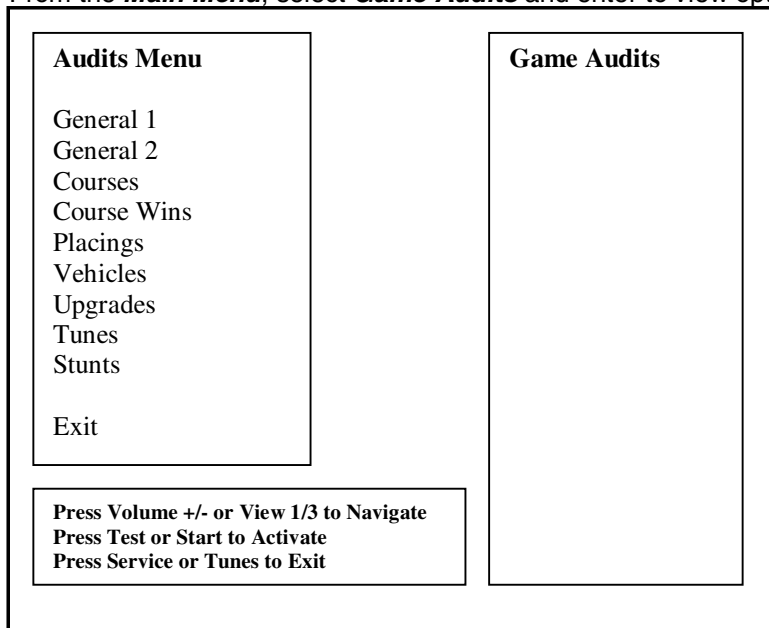 From the Main Menu, select Game Audits and enter to view op
Audits Menu
General 1
General 2
Courses
Course Wins
Placings
Vehicles
Upgrades
Tunes
Stunts
Exit
Game Audits
Press Volume +/- or View 1/3 to Navigate
Press Test or Start to Activate
Press Service or Tunes to Exit